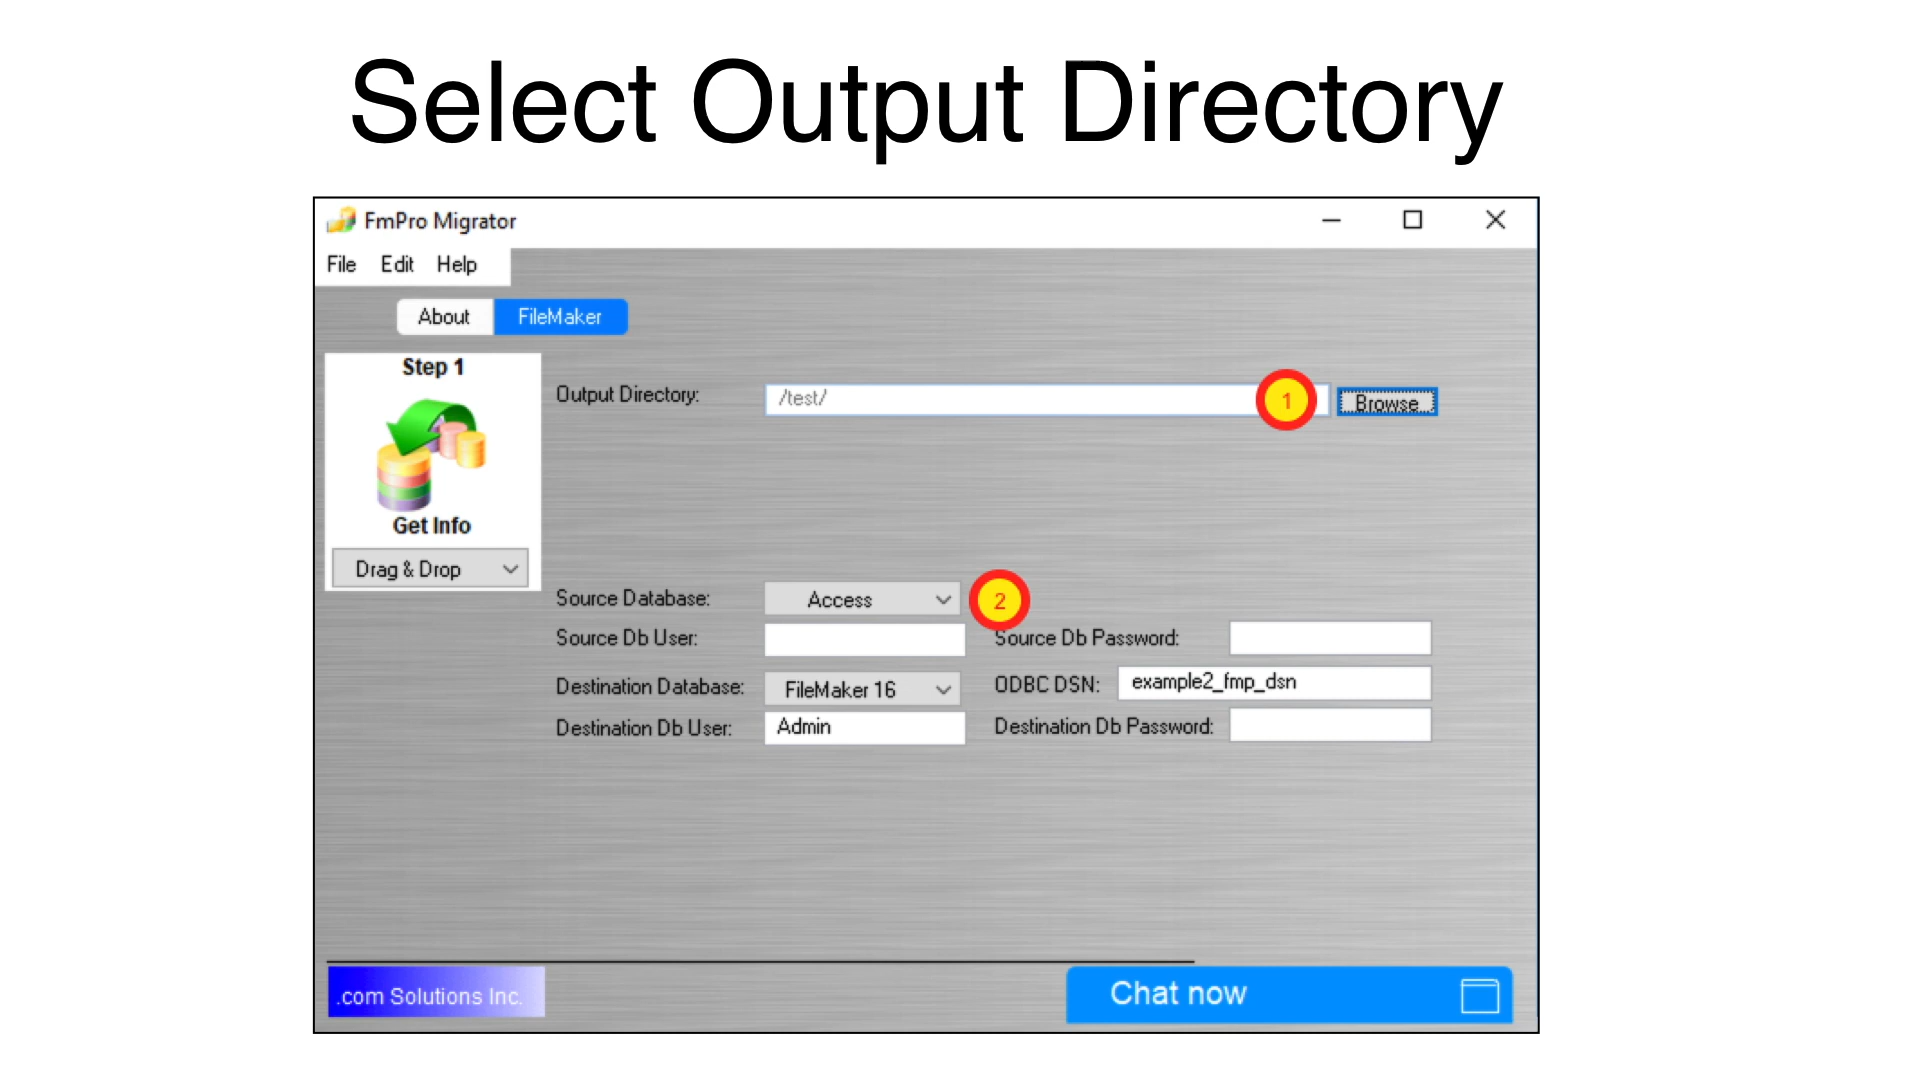 Select Output Directory
FmPro Migrator
File Edit Help
About FileMaker
Step 1
Get Info
Drag & Drop
Output Directory: /test/ 1 Browse...
Source Database: Access 2
Source Db User: Source Db Password:
Destination Database: FileMaker 16 ODBC DSN: example2_fmp_dsn
Destination Db User: Admin Destination Db Password:
.com Solutions Inc.
Chat now